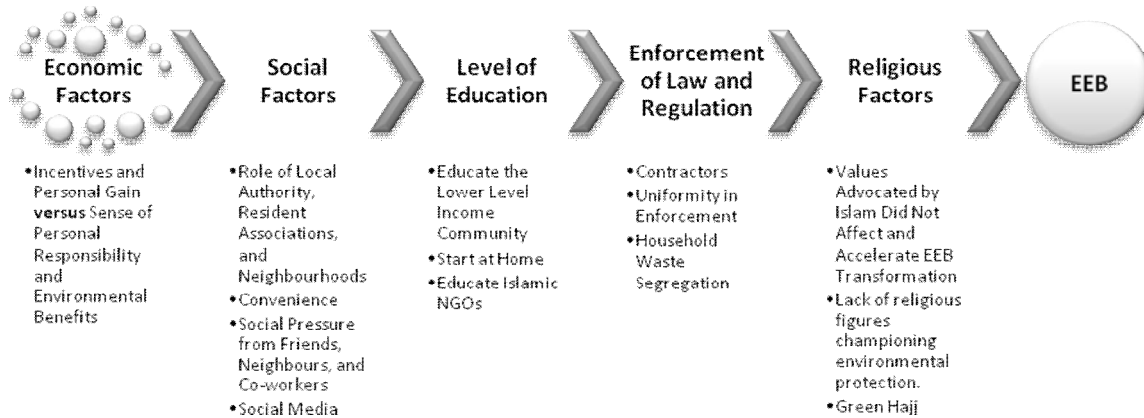 Economic
Factors
Social
Factors
Level of
Education
Enforcement
of Law and
Regulation
Religious
Factors
EEB
•Incentives and
Personal Gain
versus Sense of
Personal
Responsibility
and
Environmental
Benefits
•Role of Local
Authority,
Resident
Associations,
and
Neighbourhoods
•Convenience
•Social Pressure
from Friends,
Neighbours, and
Co-workers
•Social Media
•Educate the
Lower Level
Income
Community
•Start at Home
•Educate Islamic
NGOs
•Contractors
•Uniformity in
Enforcement
•Household
Waste
Segregation
•Values
Advocated by
Islam Did Not
Affect and
Accelerate EEB
Transformation
•Lack of religious
figures
championing
environmental
protection.
•Green Hajj